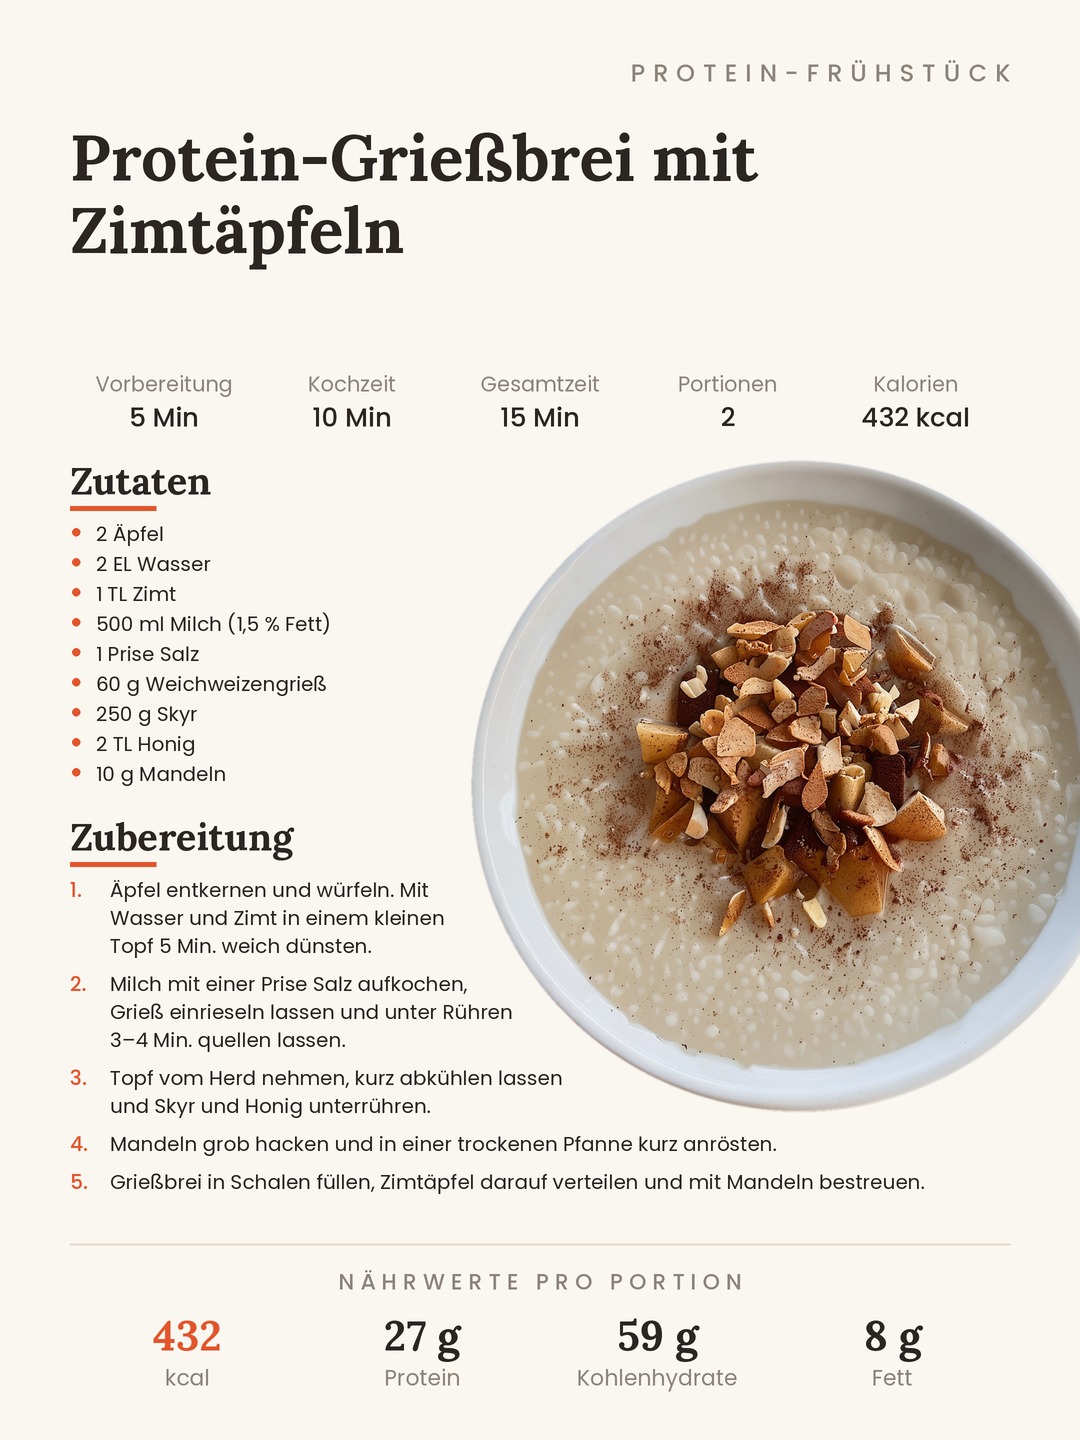 PROTEIN-FRÜHSTÜCK
Protein-Grießbrei mit
Zimtäpfeln
Vorbereitung Kochzeit Gesamtzeit Portionen Kalorien
5 Min 10 Min 15 Min 2 432 kcal
Zutaten
• 2 Äpfel
• 2 EL Wasser
• 1 TL Zimt
• 500 ml Milch (1,5 % Fett)
• 1 Prise Salz
• 60 g Weichweizengrieß
• 250 g Skyr
• 2 TL Honig
• 10 g Mandeln
Zubereitung
1. Äpfel entkernen und würfeln. Mit
Wasser und Zimt in einem kleinen
Topf 5 Min. weich dünsten.
2. Milch mit einer Prise Salz aufkochen,
Grieß einrieseln lassen und unter Rühren
3–4 Min. quellen lassen.
3. Topf vom Herd nehmen, kurz abkühlen lassen
und Skyr und Honig unterrühren.
4. Mandeln grob hacken und in einer trockenen Pfanne kurz anrösten.
5. Grießbrei in Schalen füllen, Zimtäpfel darauf verteilen und mit Mandeln bestreuen.
NÄHRWERTE PRO PORTION
432 27 g 59 g 8 g
kcal Protein Kohlenhydrate Fett